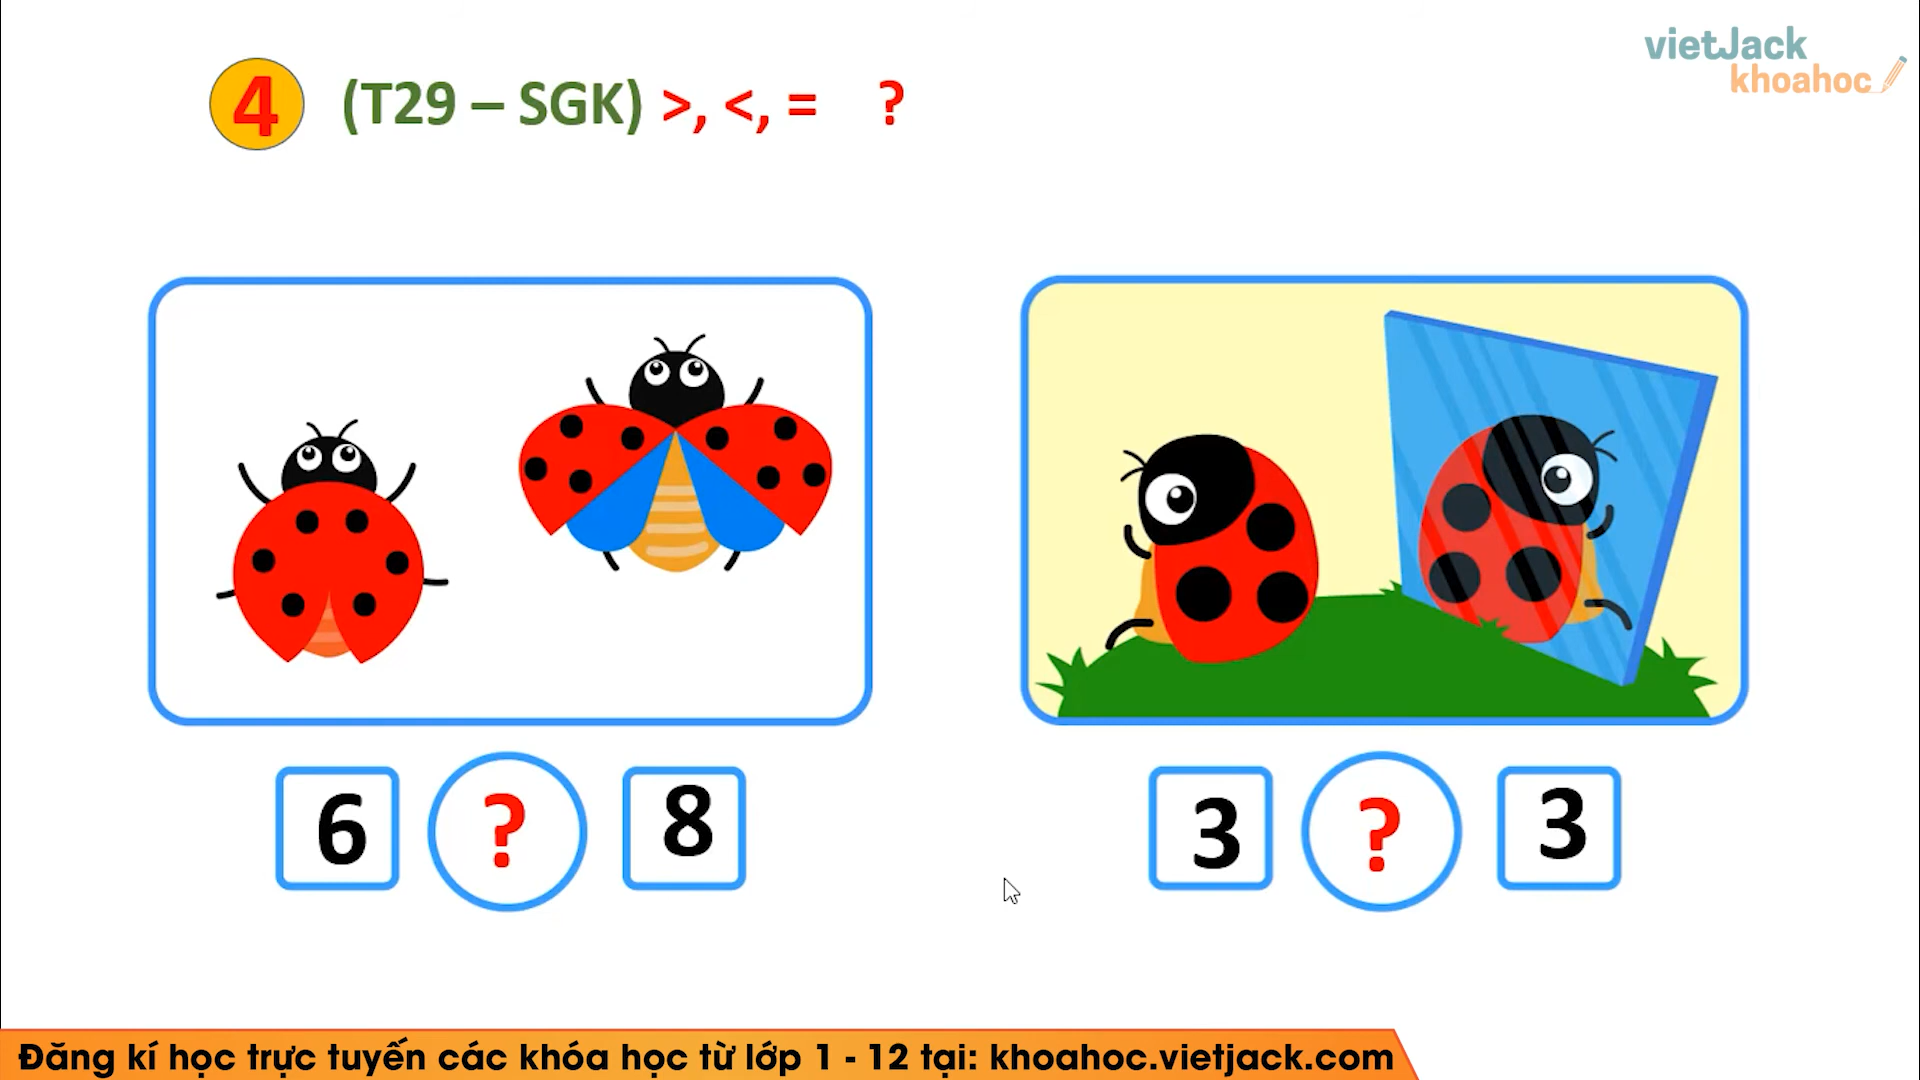 vietJack
khoahoc
4 (T29 – SGK) >, <, = ?
6 ? 8
3 ? 3
Đăng kí học trực tuyến các khóa học từ lớp 1 - 12 tại: khoahoc.vietjack.com